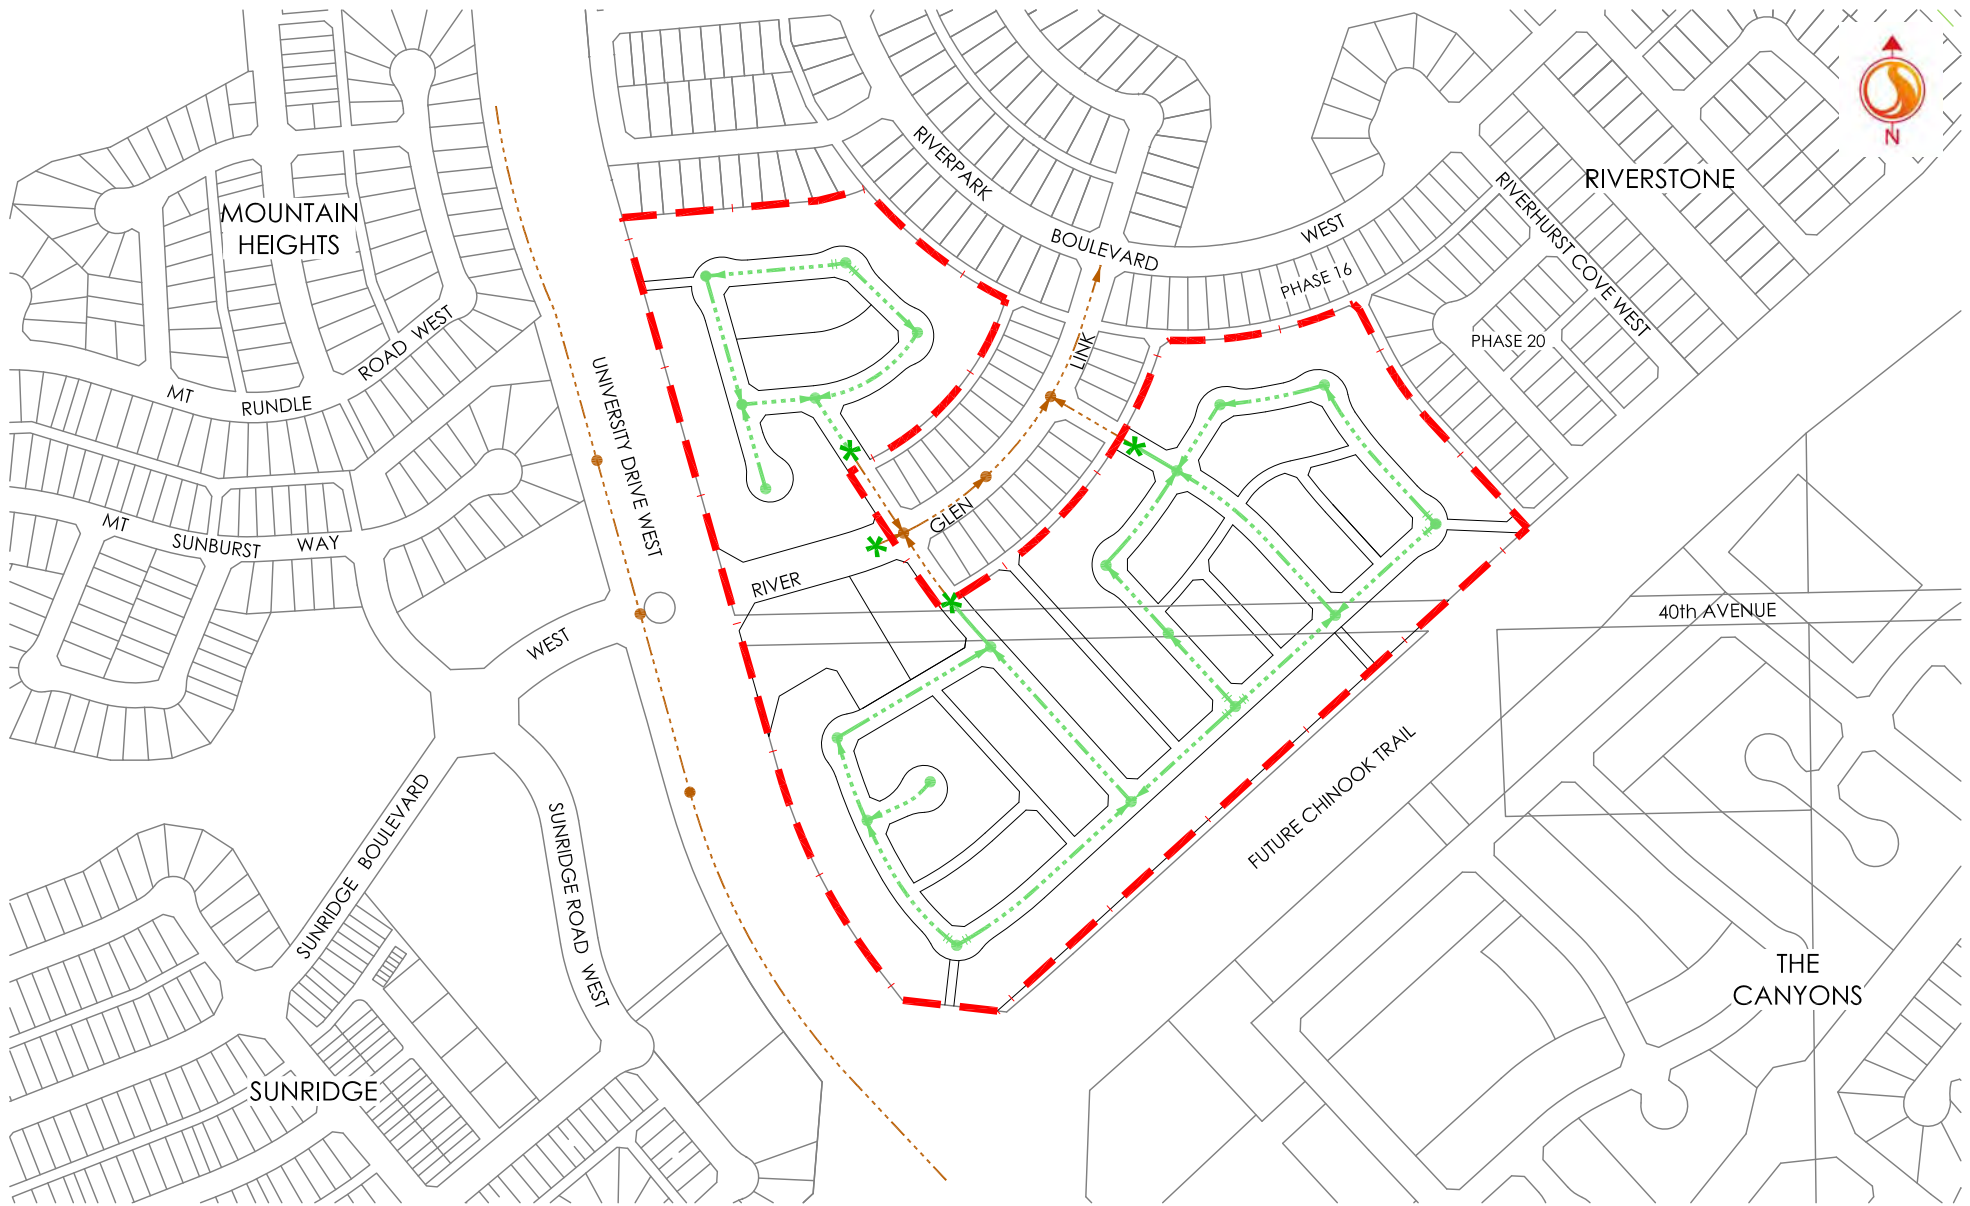 RIVERPARK
BOULEVARD
WEST
PHASE 16
RIVERHURST COVE WEST
RIVERSTONE
PHASE 20
N
MOUNTAIN
HEIGHTS
ROAD WEST
MT
RUNDLE
MT
SUNBURST
WAY
UNIVERSITY DRIVE WEST
LINK
GLEN
RIVER
WEST
40th AVENUE
FUTURE CHINOOK TRAIL
SUNRIDGE BOULEVARD
SUNRIDGE ROAD WEST
SUNRIDGE
THE
CANYONS